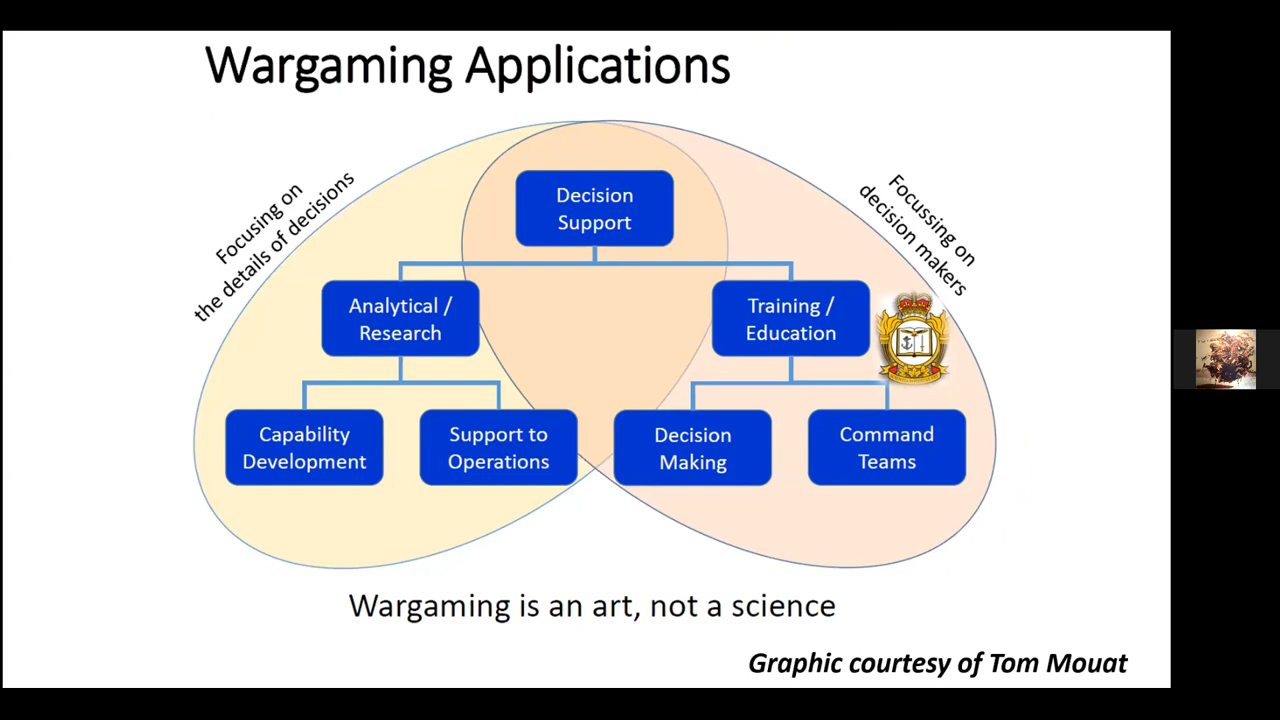 Wargaming Applications
Focusing on
the details of decisions
Focussing on
decision makers
Decision
Support
Analytical /
Research
Training /
Education
Capability
Development
Support to
Operations
Decision
Making
Command
Teams
Wargaming is an art, not a science
Graphic courtesy of Tom Mouat